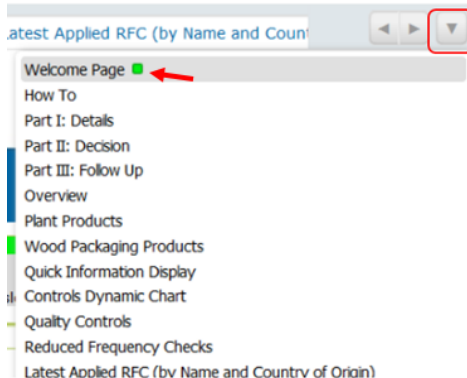 atest Applied RFC (by Name and Count
Welcome Page
How To
Part I: Details
Part II: Decision
Part III: Follow Up
Overview
Plant Products
Wood Packaging Products
Quick Information Display
Controls Dynamic Chart
Quality Controls
Reduced Frequency Checks
Latest Applied RFC (by Name and Country of Origin)